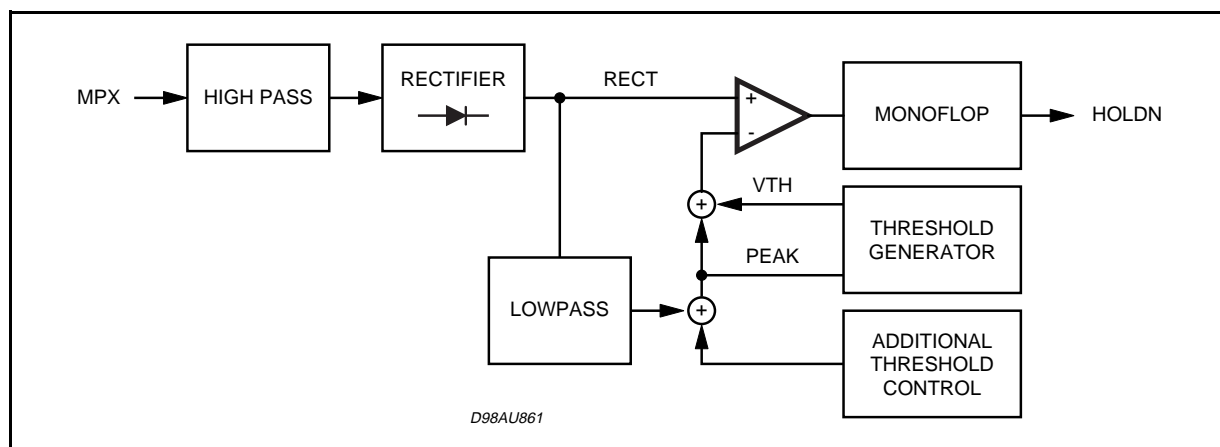 MPX
HIGH PASS
RECTIFIER
RECT
+
-
MONOFLOP
HOLDN
VTH
+
THRESHOLD
GENERATOR
PEAK
LOWPASS
+
ADDITIONAL
THRESHOLD
CONTROL
D98AU861